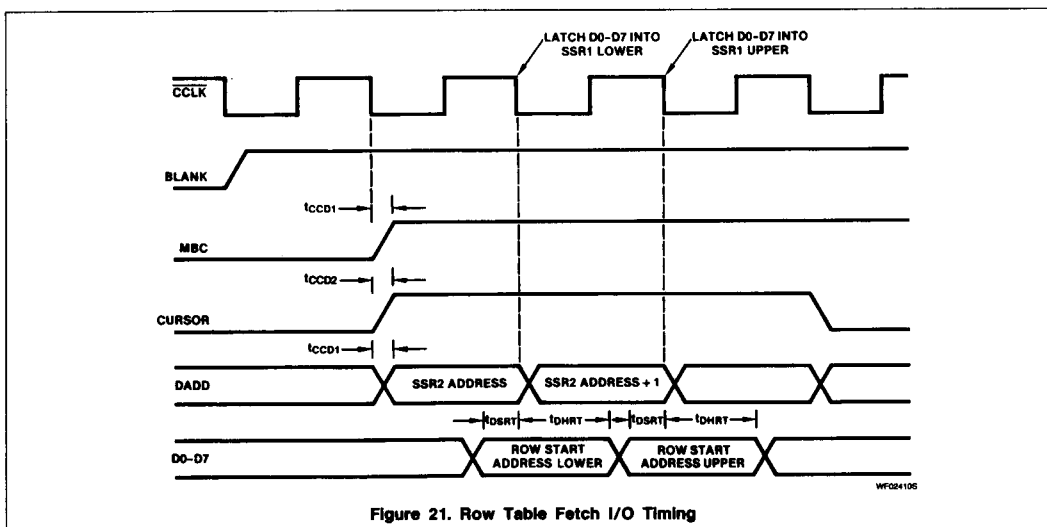 LATCH D0-D7 INTO
SSR1 LOWER
LATCH D0-D7 INTO
SSR1 UPPER
CCLK
BLANK
tCCD1
MBC
tCCD2
CURSOR
tCCD1
DADD
SSR2 ADDRESS
SSR2 ADDRESS + 1
tDSRT
tDHRT
tDSRT
tDHRT
D0-D7
ROW START
ADDRESS LOWER
ROW START
ADDRESS UPPER
WF02410S
Figure 21. Row Table Fetch I/O Timing